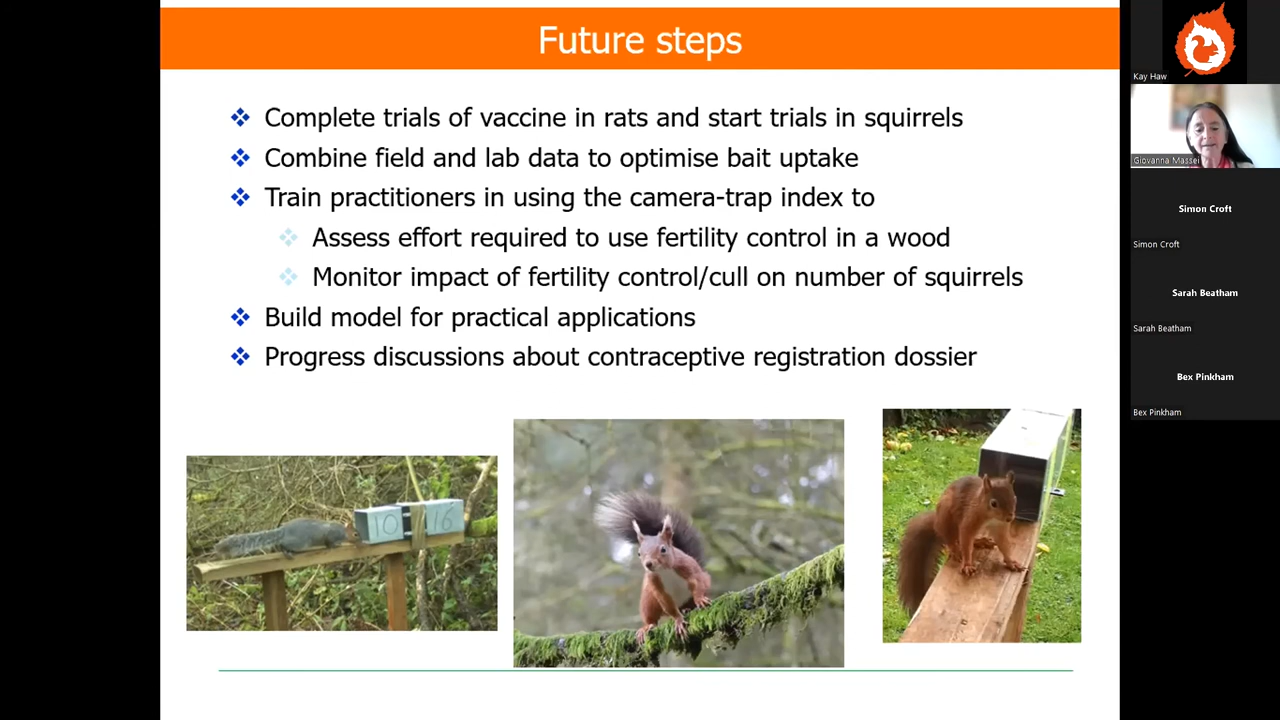 Future steps
Complete trials of vaccine in rats and start trials in squirrels
Combine field and lab data to optimise bait uptake
Train practitioners in using the camera-trap index to
Assess effort required to use fertility control in a wood
Monitor impact of fertility control/cull on number of squirrels
Build model for practical applications
Progress discussions about contraceptive registration dossier
10
16
Kay Haw
Giovanna Massei
Simon Croft
Simon Croft
Sarah Beatham
Sarah Beatham
Bex Pinkham
Bex Pinkham